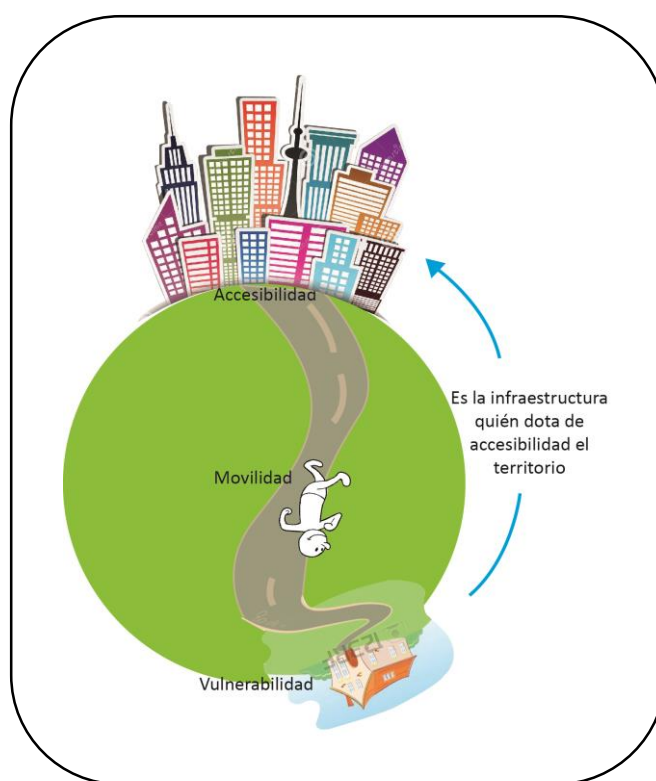 Accesibilidad
Es la infraestructura
quién dota de
accesibilidad el
territorio
Movilidad
Vulnerabilidad